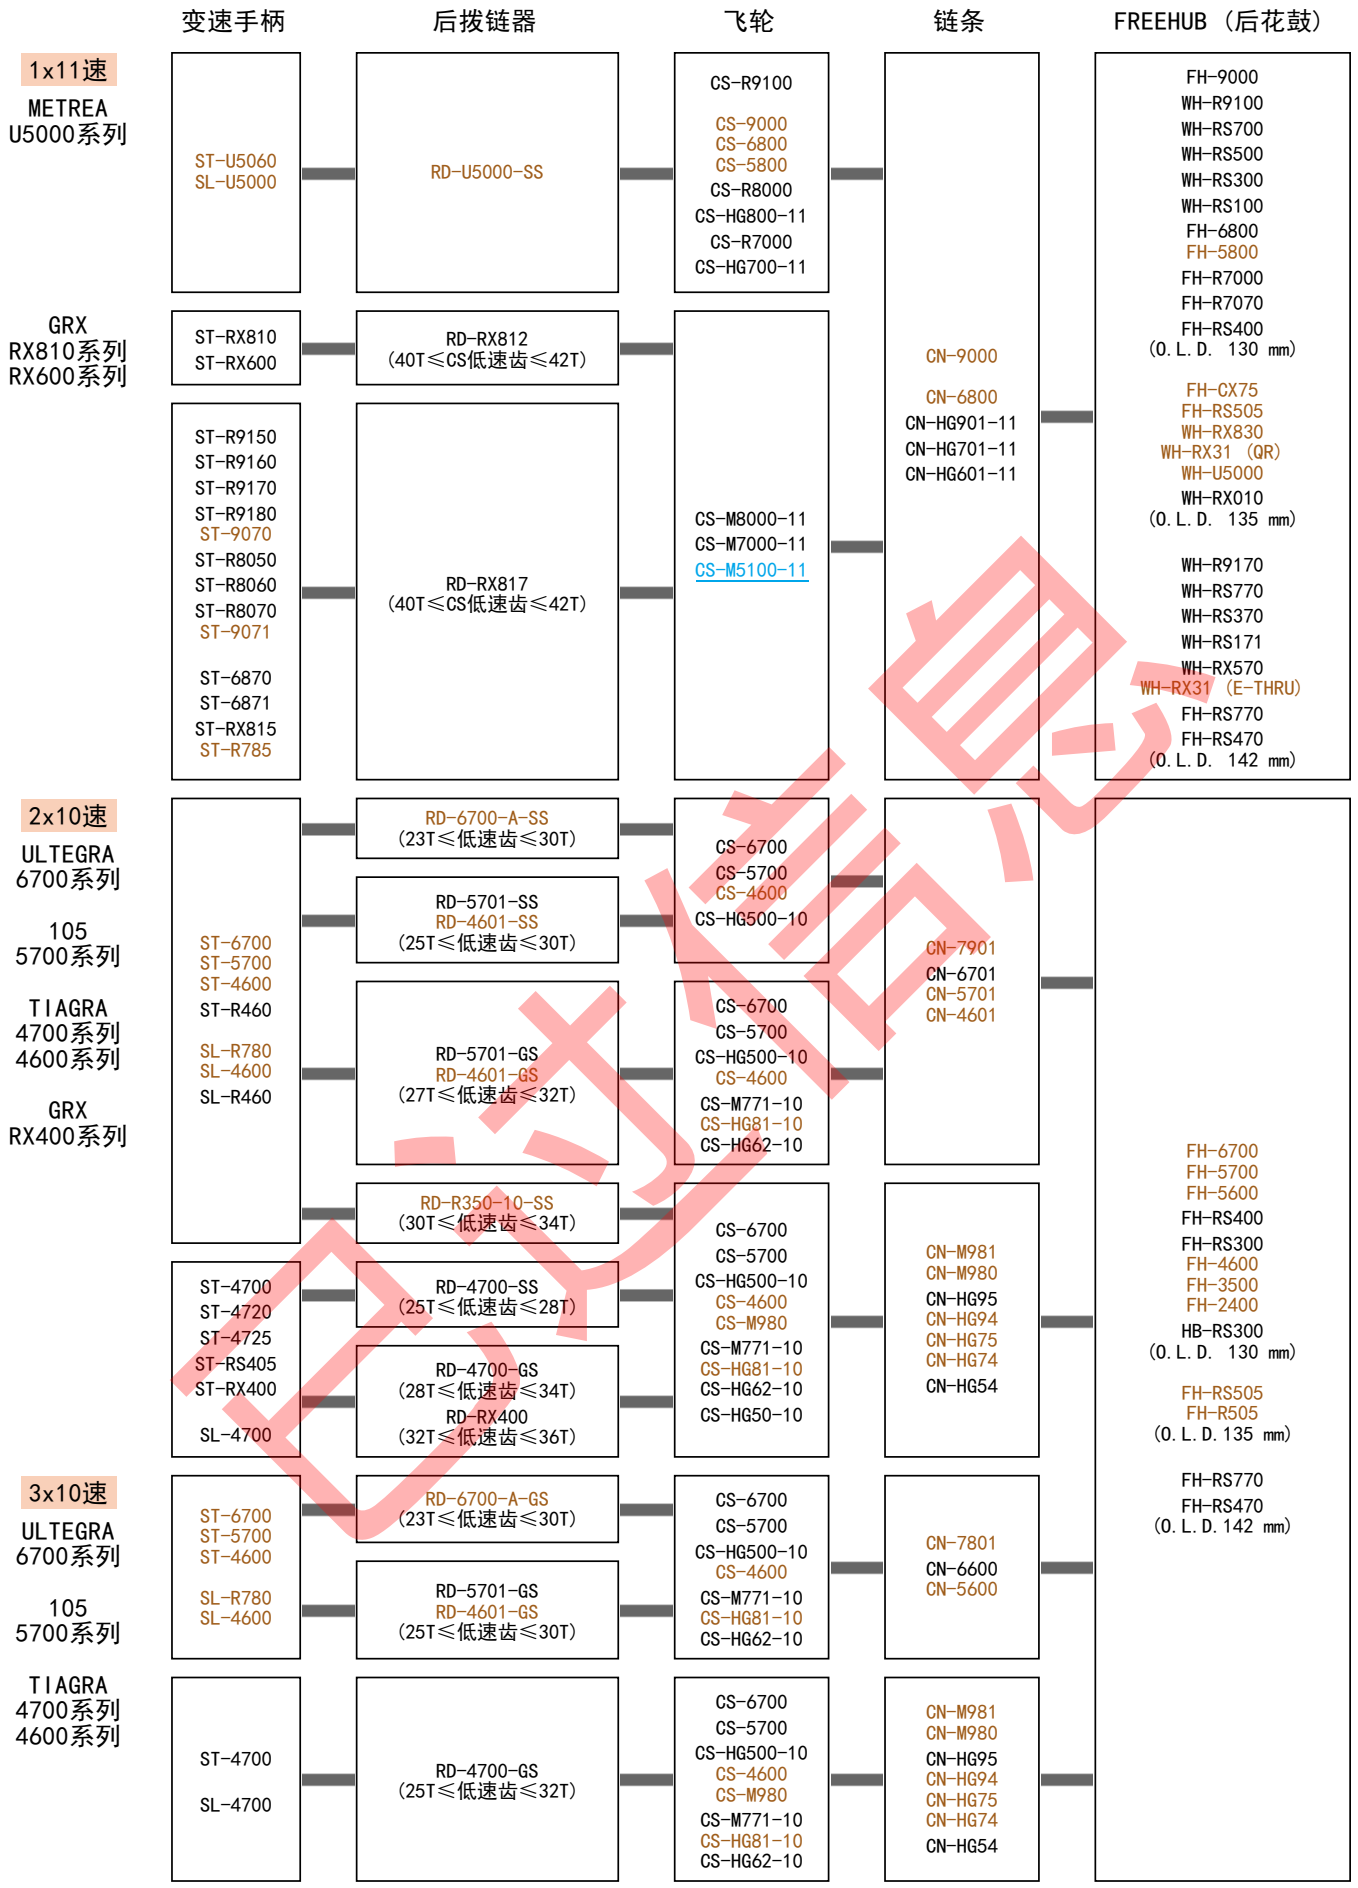 变速手柄
后拨链器
飞轮
链条
FREEHUB (后花鼓)
1x11速
METREA
U5000系列
ST-U5060
SL-U5000
RD-U5000-SS
CS-R9100
CS-9000
CS-6800
CS-5800
CS-R8000
CS-HG800-11
CS-R7000
CS-HG700-11
GRX
RX810系列
RX600系列
ST-RX810
ST-RX600
RD-RX812
(40T≤CS低速齿≤42T)
ST-R9150
ST-R9160
ST-R9170
ST-R9180
ST-9070
ST-R8050
ST-R8060
ST-R8070
ST-9071
ST-6870
ST-6871
ST-RX815
ST-R785
RD-RX817
(40T≤CS低速齿≤42T)
CS-M8000-11
CS-M7000-11
CS-M5100-11
CN-9000
CN-6800
CN-HG901-11
CN-HG701-11
CN-HG601-11
FH-9000
WH-R9100
WH-RS700
WH-RS500
WH-RS300
WH-RS100
FH-6800
FH-5800
FH-R7000
FH-R7070
FH-RS400
(O.L.D. 130 mm)
FH-CX75
FH-RS505
WH-RX830
WH-RX31 (QR)
WH-U5000
WH-RX010
(O.L.D. 135 mm)
WH-R9170
WH-RS770
WH-RS370
WH-RS171
WH-RX570
WH-RX31 (E-THRU)
FH-RS770
FH-RS470
(O.L.D. 142 mm)
2x10速
ULTEGRA
6700系列
105
5700系列
TIAGRA
4700系列
4600系列
GRX
RX400系列
ST-6700
ST-5700
ST-4600
ST-R460
SL-R780
SL-4600
SL-R460
RD-6700-A-SS
(23T≤低速齿≤30T)
RD-5701-SS
RD-4601-SS
(25T≤低速齿≤30T)
CS-6700
CS-5700
CS-4600
CS-HG500-10
RD-5701-GS
RD-4601-GS
(27T≤低速齿≤32T)
CS-6700
CS-5700
CS-HG500-10
CS-4600
CS-M771-10
CS-HG81-10
CS-HG62-10
CN-7901
CN-6701
CN-5701
CN-4601
RD-R350-10-SS
(30T≤低速齿≤34T)
ST-4700
ST-4720
ST-4725
ST-RS405
ST-RX400
SL-4700
RD-4700-SS
(25T≤低速齿≤28T)
RD-4700-GS
(28T≤低速齿≤34T)
RD-RX400
(32T≤低速齿≤36T)
CS-6700
CS-5700
CS-HG500-10
CS-4600
CS-M980
CS-M771-10
CS-HG81-10
CS-HG62-10
CS-HG50-10
CN-M981
CN-M980
CN-HG95
CN-HG94
CN-HG75
CN-HG74
CN-HG54
FH-6700
FH-5700
FH-5600
FH-RS400
FH-RS300
FH-4600
FH-3500
FH-2400
HB-RS300
(O.L.D. 130 mm)
FH-RS505
FH-R505
(O.L.D.135 mm)
FH-RS770
FH-RS470
(O.L.D.142 mm)
3x10速
ULTEGRA
6700系列
105
5700系列
TIAGRA
4700系列
4600系列
ST-6700
ST-5700
ST-4600
SL-R780
SL-4600
RD-6700-A-GS
(23T≤低速齿≤30T)
RD-5701-GS
RD-4601-GS
(25T≤低速齿≤30T)
CS-6700
CS-5700
CS-HG500-10
CS-4600
CS-M771-10
CS-HG81-10
CS-HG62-10
CN-7801
CN-6600
CN-5600
ST-4700
SL-4700
RD-4700-GS
(25T≤低速齿≤32T)
CS-6700
CS-5700
CS-HG500-10
CS-4600
CS-M980
CS-M771-10
CS-HG81-10
CS-HG62-10
CN-M981
CN-M980
CN-HG95
CN-HG94
CN-HG75
CN-HG74
CN-HG54
已过信息